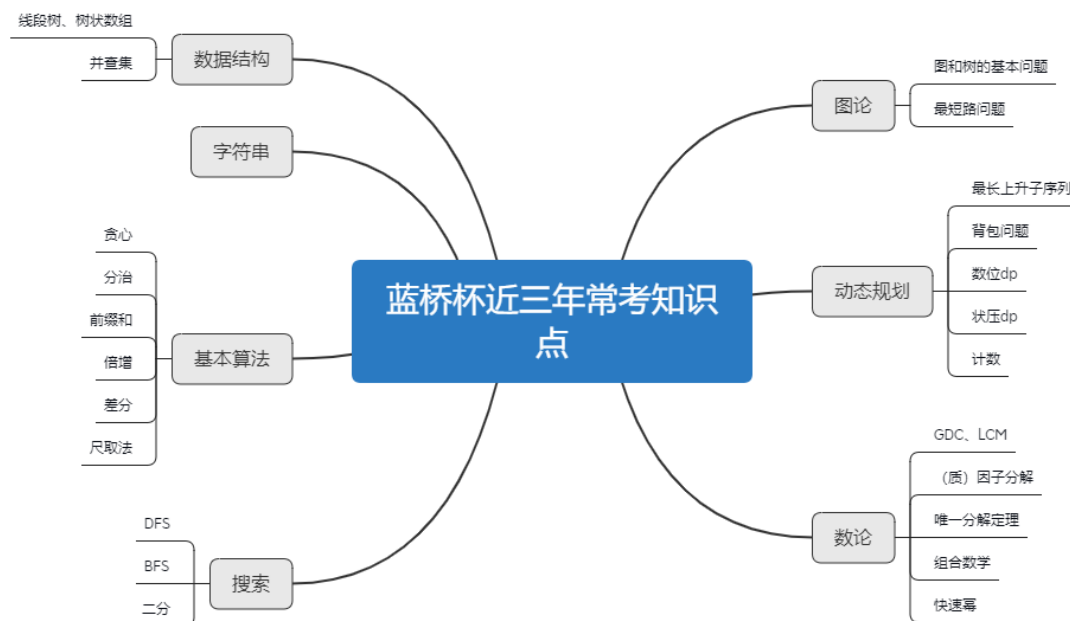 线段树、树状数组
并查集
数据结构
字符串
贪心
分治
前缀和
倍增
差分
尺取法
基本算法
DFS
BFS
二分
搜索
蓝桥杯近三年常考知识
点
图论
图和树的基本问题
最短路问题
动态规划
最长上升子序列
背包问题
数位dp
状压dp
计数
数论
GDC、LCM
（质）因子分解
唯一分解定理
组合数学
快速幂